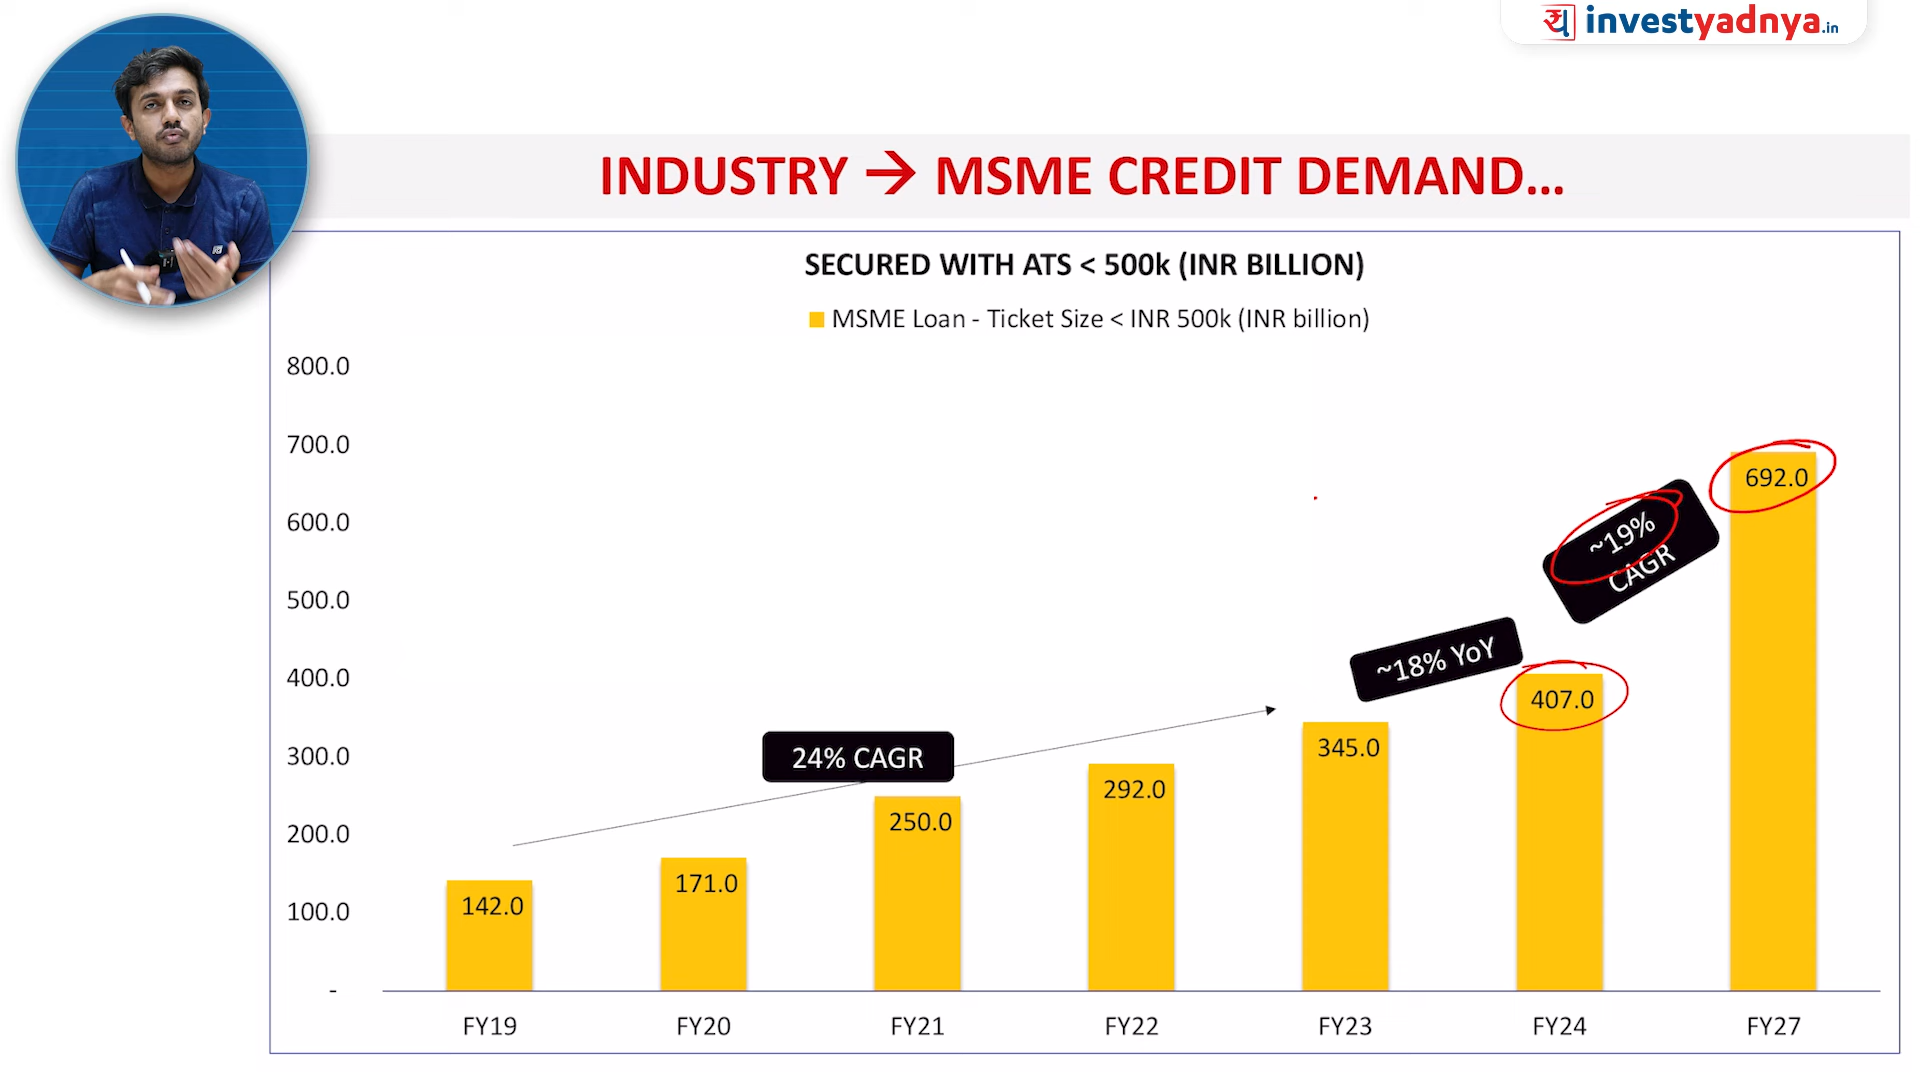 investyadnya.in
INDUSTRY → MSME CREDIT DEMAND...
SECURED WITH ATS < 500k (INR BILLION)
MSME Loan - Ticket Size < INR 500k (INR billion)
800.0
700.0
600.0
500.0
400.0
300.0
200.0
100.0
-
24% CAGR
~18% YoY
~19%
CAGR
142.0
171.0
250.0
292.0
345.0
407.0
692.0
FY19
FY20
FY21
FY22
FY23
FY24
FY27